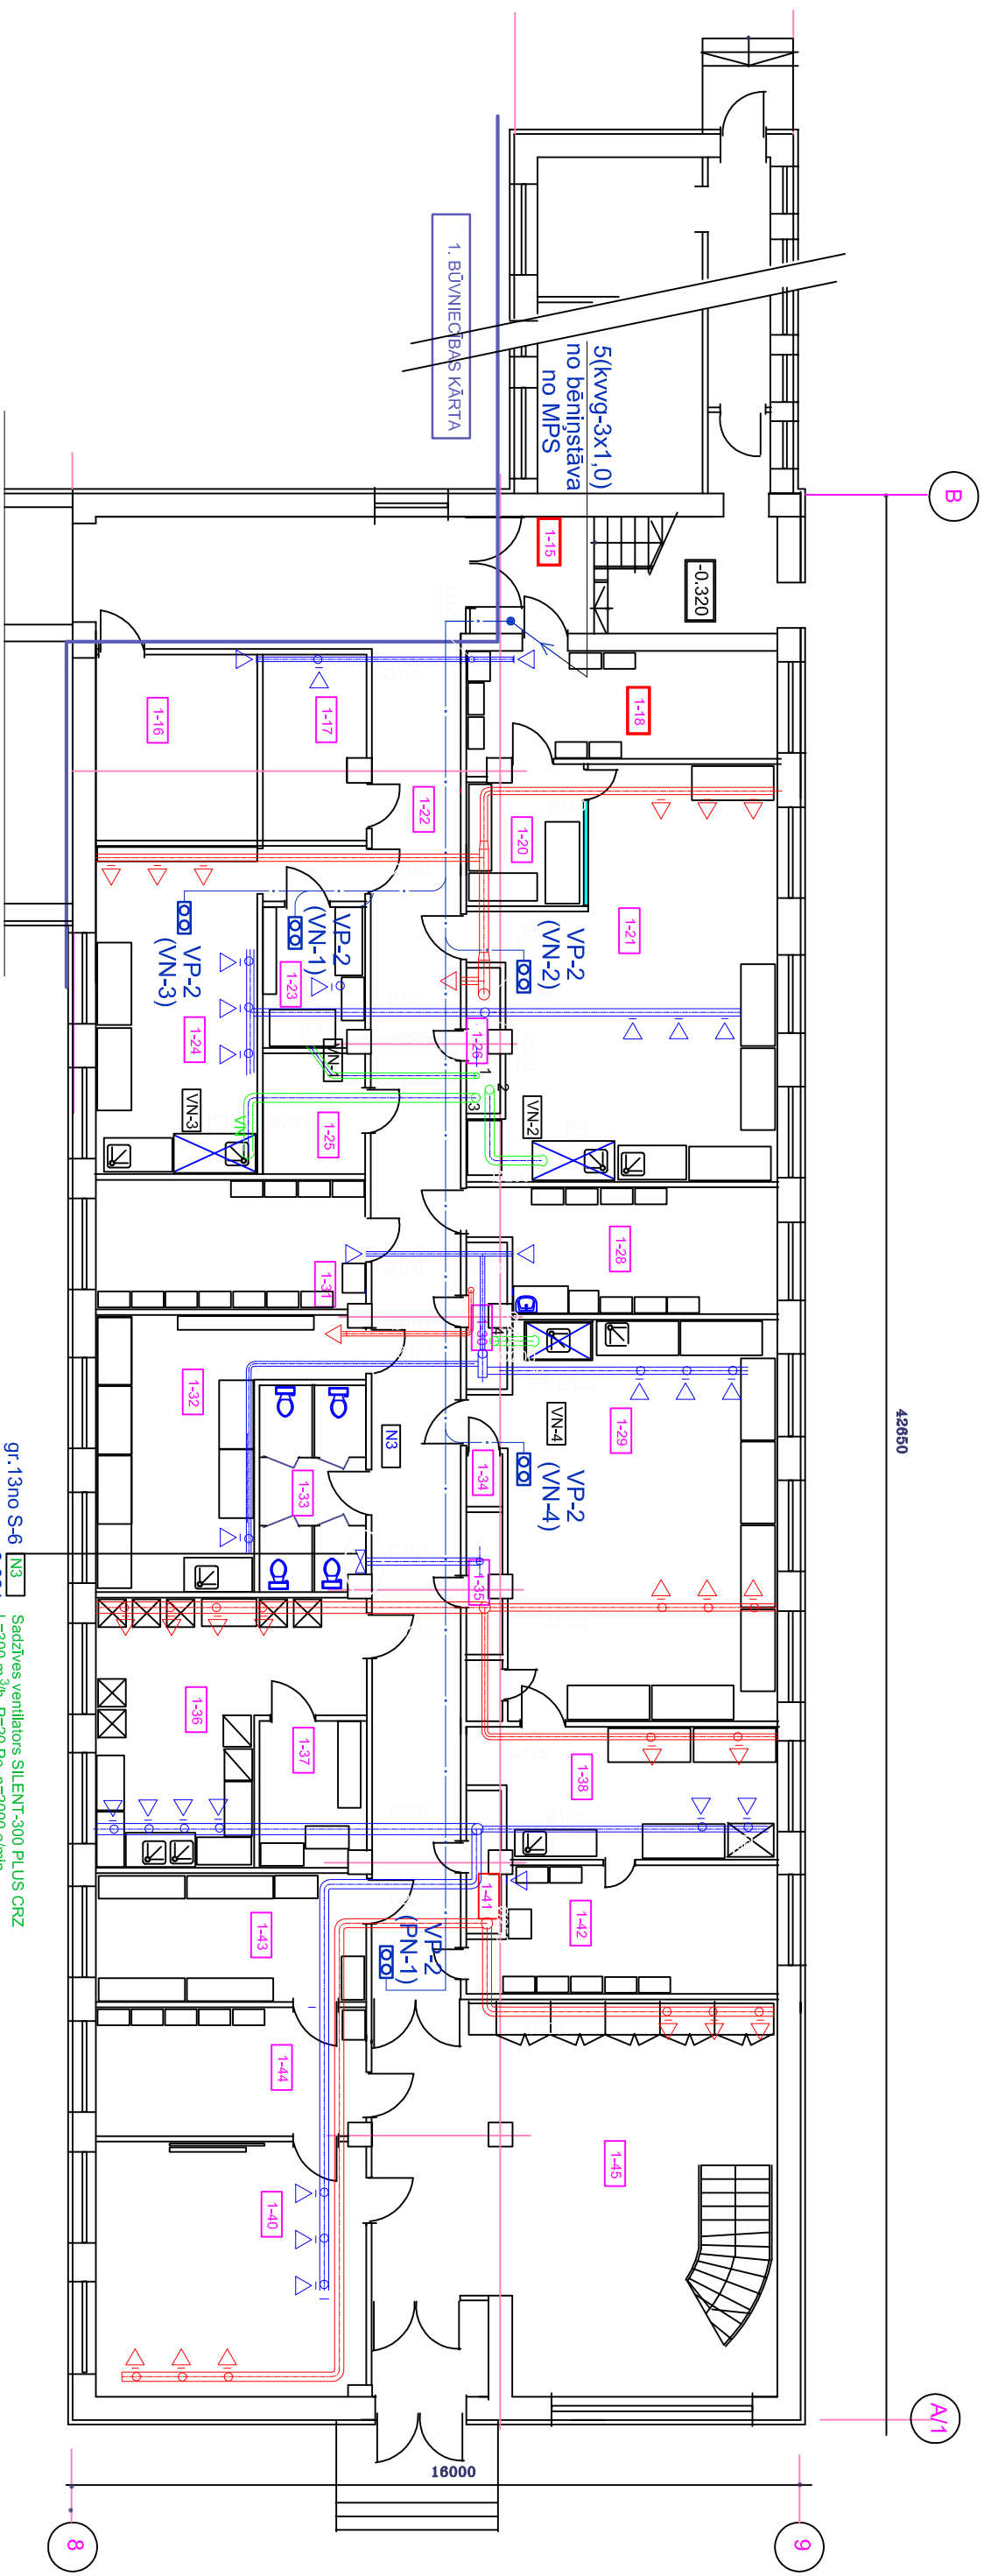 B
42650
A/1
-0.320
1-15
5(kvvg-3x1,0)
no bēniņstāva
no MPS
1. BŪVNIECĪBAS KĀRTA
1-18
1-16
1-17
1-22
1-20
1-21
VP-2
(VN-2)
VP-2
(VN-1)
VP-2
(VN-3)
1-23
1-24
1-26
1
2
3
VN-2
VN-3
1-25
1-28
1-31
4
VN-4
1-29
1-32
N3
1-33
1-34
VP-2
(VN-4)
1-35
gr.13no S-6
N3
Sadzīves ventilators SILENT-300 PLUS CRZ
1-36
1-37
1-38
1-41
1-42
1-43
VP-2
(PN-1)
1-44
1-45
1-40
16000
8
9